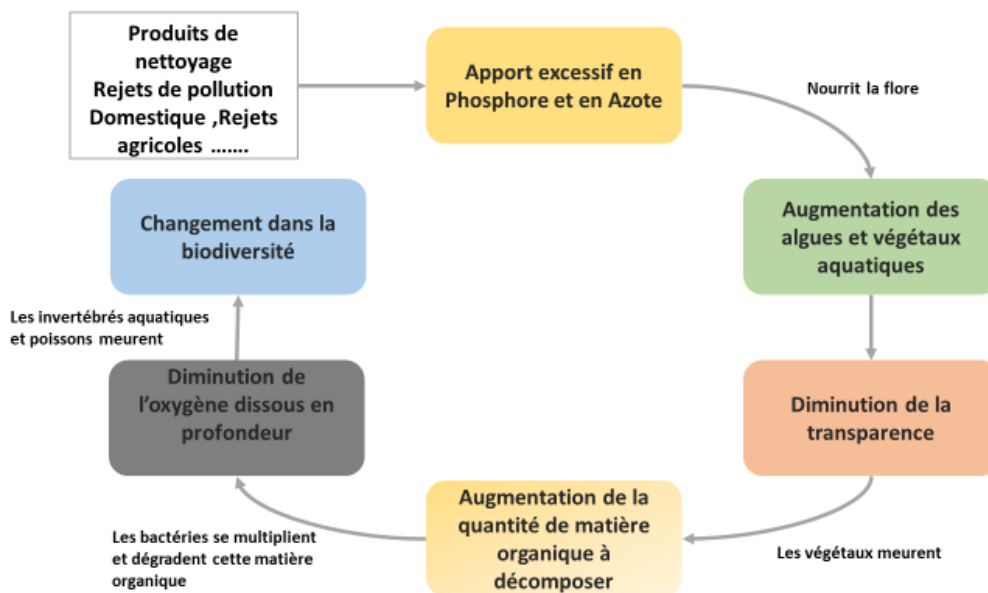 Produits de
nettoyage
Rejets de pollution
Domestique ,Rejets
agricoles …….
Apport excessif en
Phosphore et en Azote
Nourrit la flore
Augmentation des
algues et végétaux
aquatiques
Diminution de la
transparence
Les végétaux meurent
Augmentation de la
quantité de matière
organique à
décomposer
Les bactéries se multiplient
et dégradent cette matière
organique
Diminution de
l’oxygène dissous en
profondeur
Les invertébrés aquatiques
et poissons meurent
Changement dans la
biodiversité